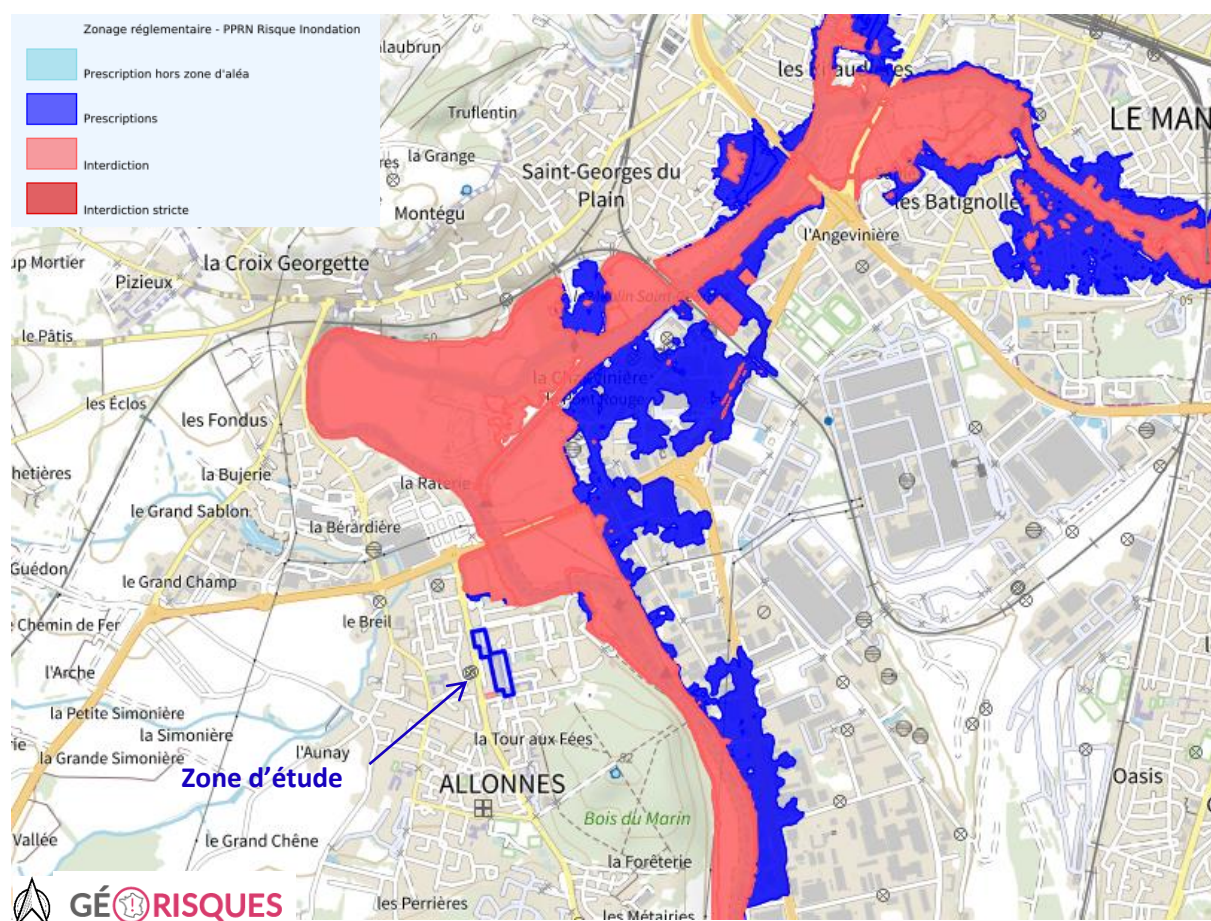 Zonage réglementaire - PPRN Risque Inondation
Prescription hors zone d'aléa
Prescriptions
Interdiction
Interdiction stricte
Truflentin
la Grange
Montégu
Saint-Georges du
Plain
LE MAN
les Batignolle
l'Angevinière
la Croix Georgette
up Mortier
Pizieux
le Pâtis
les Éclos
les Fondus
la Bujerie
le Grand Sablon
la Bérardière
Guédon
le Grand Champ
Chemin de Fer
le Breil
l'Arche
la Petite Simonière
la Simonière
la Grande Simonière
l'Aunay
la Tour aux Fées
Zone d'étude
ALLONNES
82
Oasis
Vallée
le Grand Chêne
Bois du Marin
la Forêterie
les Perrières
les Métairies
GÉORISQUES